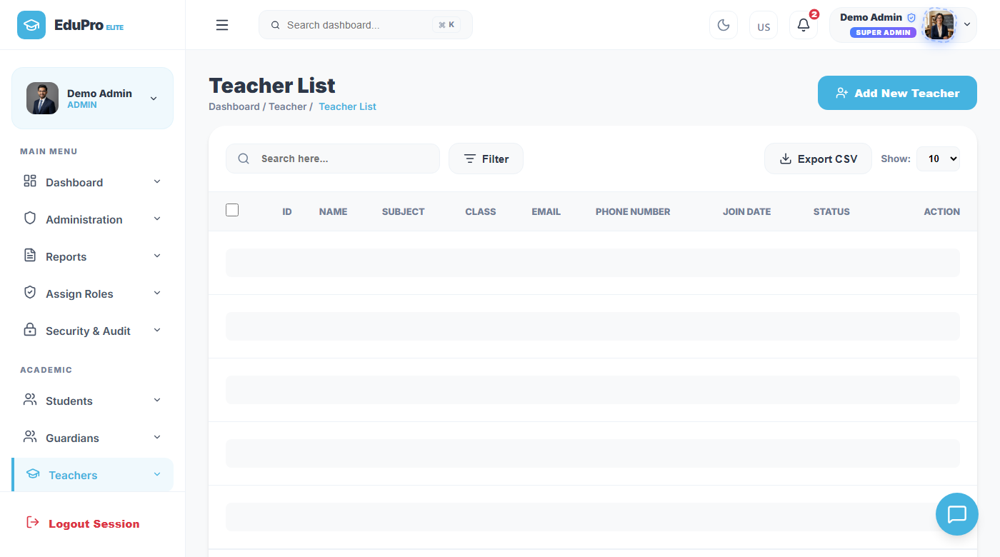 EduPro ELITE
Search dashboard...
⌘ K
US
2
Demo Admin
SUPER ADMIN
Demo Admin
ADMIN
MAIN MENU
Dashboard
Administration
Reports
Assign Roles
Security & Audit
ACADEMIC
Students
Guardians
Teachers
Logout Session
Teacher List
Dashboard / Teacher / Teacher List
Add New Teacher
Search here...
Filter
Export CSV
Show: 10
ID NAME SUBJECT CLASS EMAIL PHONE NUMBER JOIN DATE STATUS ACTION